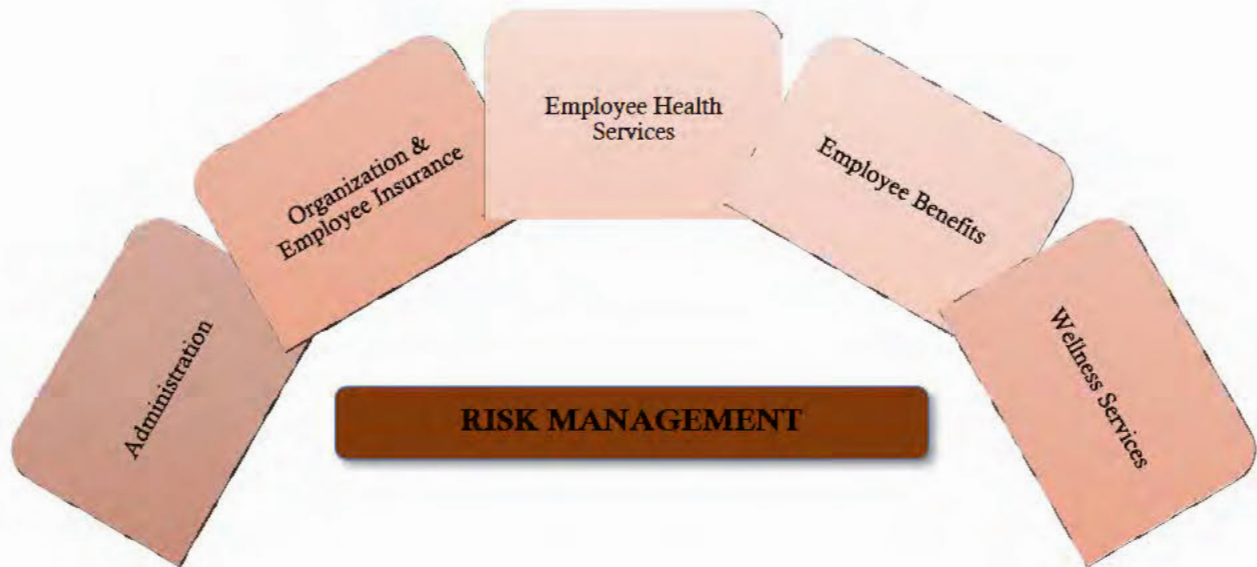 Administration
Organization &
Employee Insurance
Employee Health
Services
Employee Benefits
Wellness Services
RISK MANAGEMENT